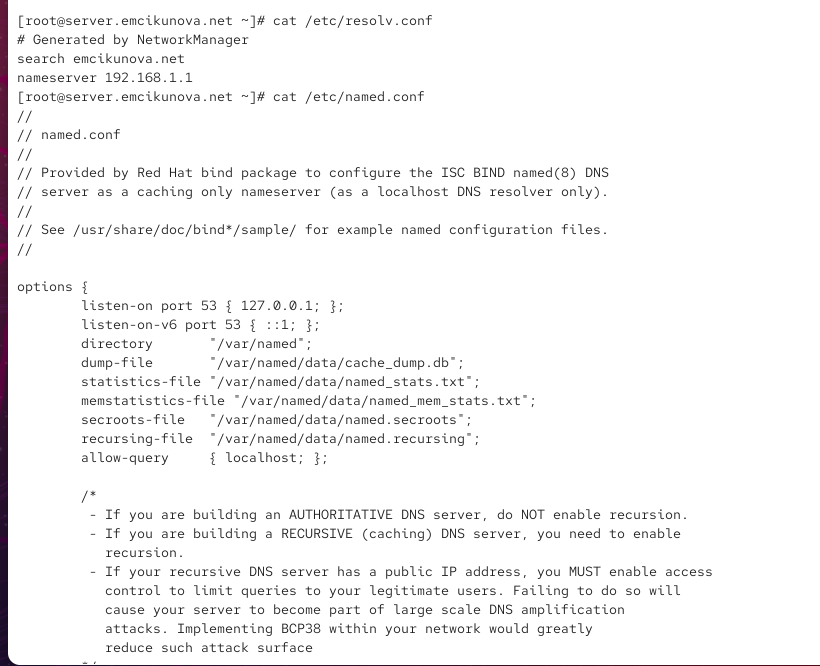 [root@server.emcikunova.net ~]# cat /etc/resolv.conf
# Generated by NetworkManager
search emcikunova.net
nameserver 192.168.1.1
[root@server.emcikunova.net ~]# cat /etc/named.conf
//
// named.conf
//
// Provided by Red Hat bind package to configure the ISC BIND named(8) DNS
// server as a caching only nameserver (as a localhost DNS resolver only).
//
// See /usr/share/doc/bind*/sample/ for example named configuration files.
//

options {
        listen-on port 53 { 127.0.0.1; };
        listen-on-v6 port 53 { ::1; };
        directory       "/var/named";
        dump-file       "/var/named/data/cache_dump.db";
        statistics-file "/var/named/data/named_stats.txt";
        memstatistics-file "/var/named/data/named_mem_stats.txt";
        secroots-file   "/var/named/data/named.secroots";
        recursing-file  "/var/named/data/named.recursing";
        allow-query     { localhost; };

        /*
         - If you are building an AUTHORITATIVE DNS server, do NOT enable recursion.
         - If you are building a RECURSIVE (caching) DNS server, you need to enable
           recursion.
         - If your recursive DNS server has a public IP address, you MUST enable access
           control to limit queries to your legitimate users. Failing to do so will
           cause your server to become part of large scale DNS amplification
           attacks. Implementing BCP38 within your network would greatly
           reduce such attack surface